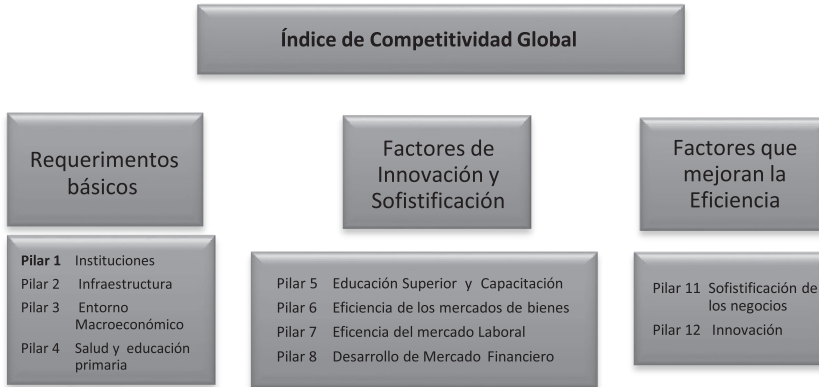 Índice de Competitividad Global
Requerimentos
básicos
Factores de
Innovación y
Sofistificación
Factores que
mejoran la
Eficiencia
Pilar 1 Instituciones
Pilar 2 Infraestructura
Pilar 3 Entorno
Macroeconómico
Pilar 4 Salud y educación
primaria
Pilar 5 Educación Superior y Capacitación
Pilar 6 Eficiencia de los mercados de bienes
Pilar 7 Eficencia del mercado Laboral
Pilar 8 Desarrollo de Mercado Financiero
Pilar 11 Sofistificación de
los negocios
Pilar 12 Innovación